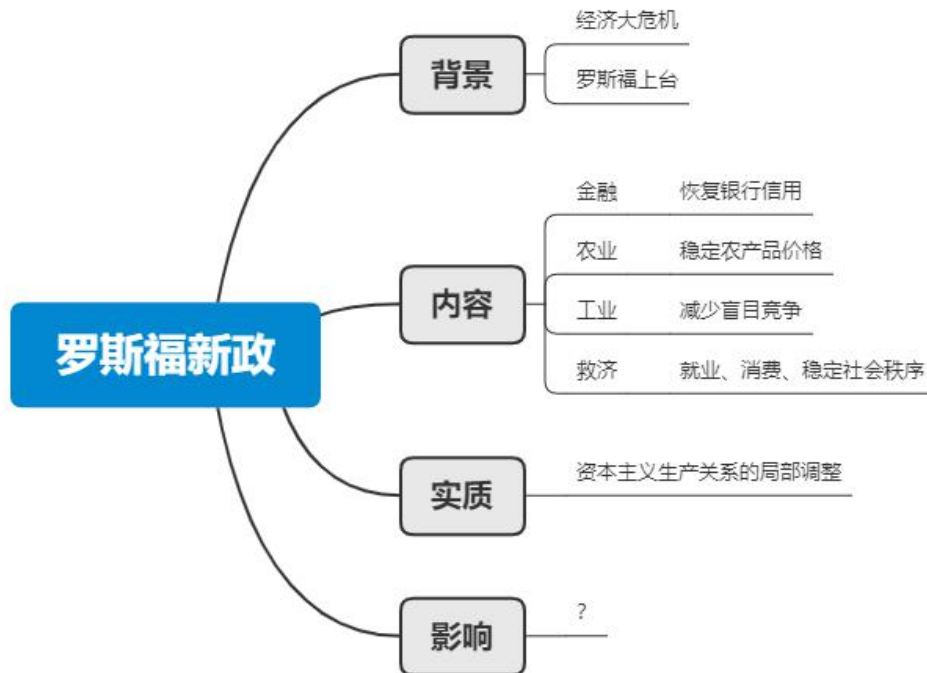 罗斯福新政
背景
经济大危机
罗斯福上台
内容
金融 恢复银行信用
农业 稳定农产品价格
工业 减少盲目竞争
救济 就业、消费、稳定社会秩序
实质
资本主义生产关系的局部调整
影响
?